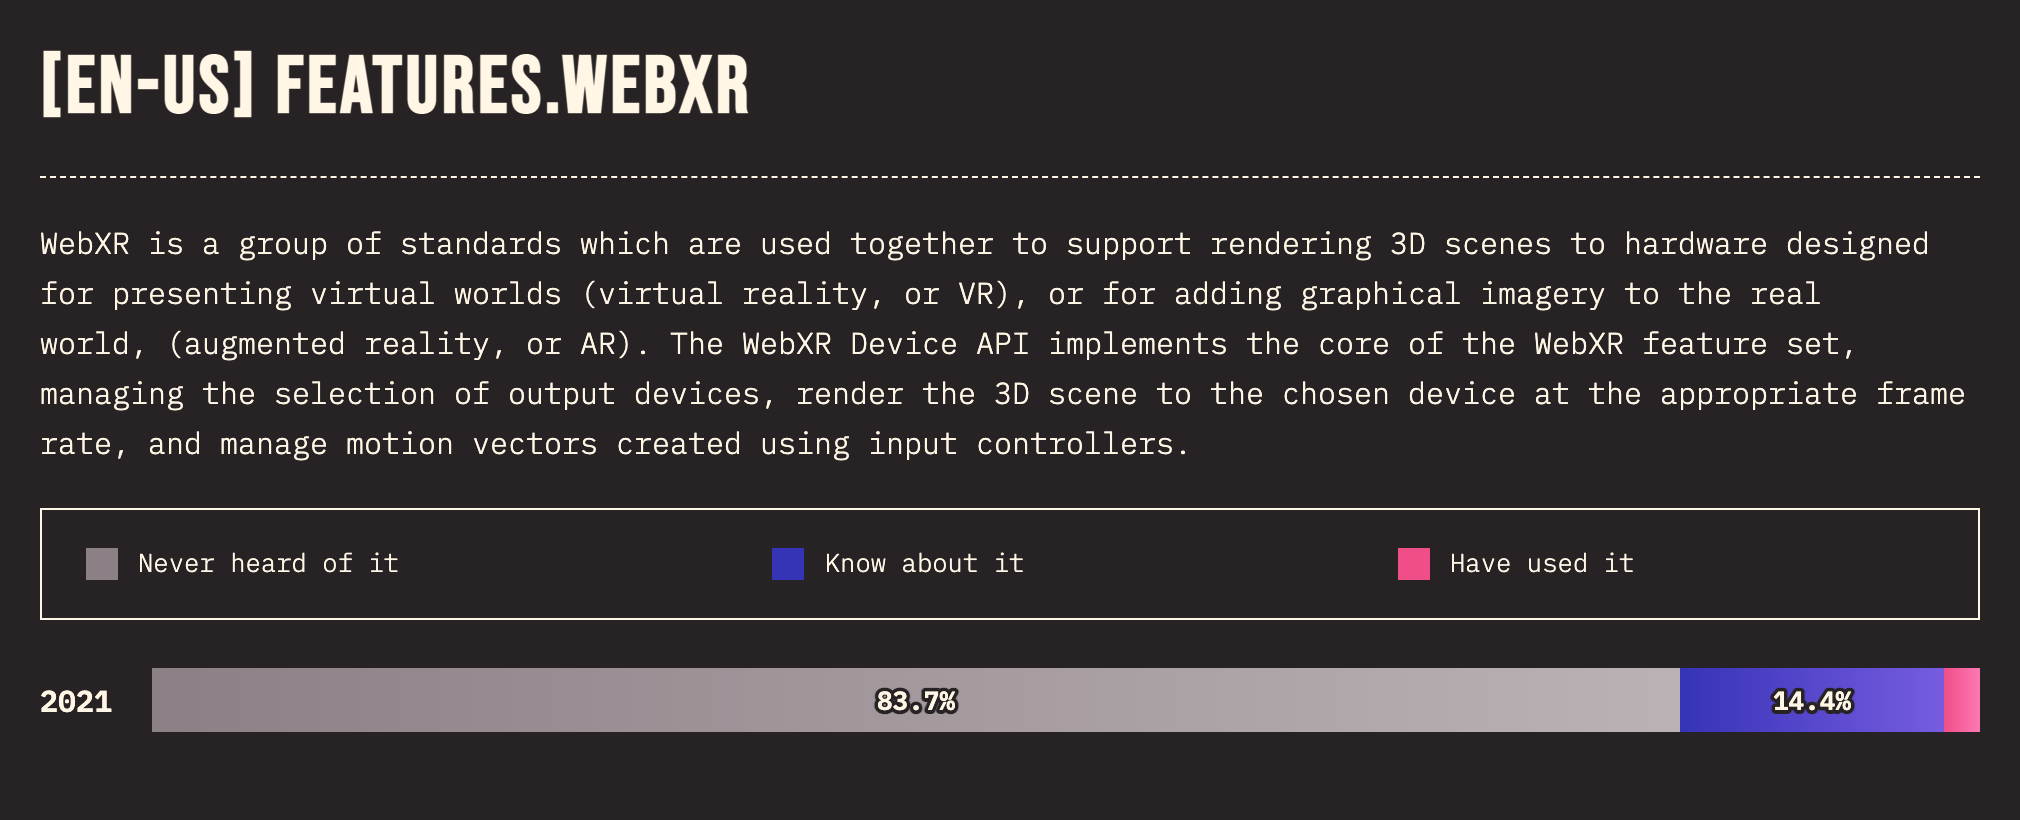 [EN-US] FEATURES.WEBXR
WebXR is a group of standards which are used together to support rendering 3D scenes to hardware designed
for presenting virtual worlds (virtual reality, or VR), or for adding graphical imagery to the real
world, (augmented reality, or AR). The WebXR Device API implements the core of the WebXR feature set,
managing the selection of output devices, render the 3D scene to the chosen device at the appropriate frame
rate, and manage motion vectors created using input controllers.
Never heard of it Know about it Have used it
2021 83.7% 14.4%